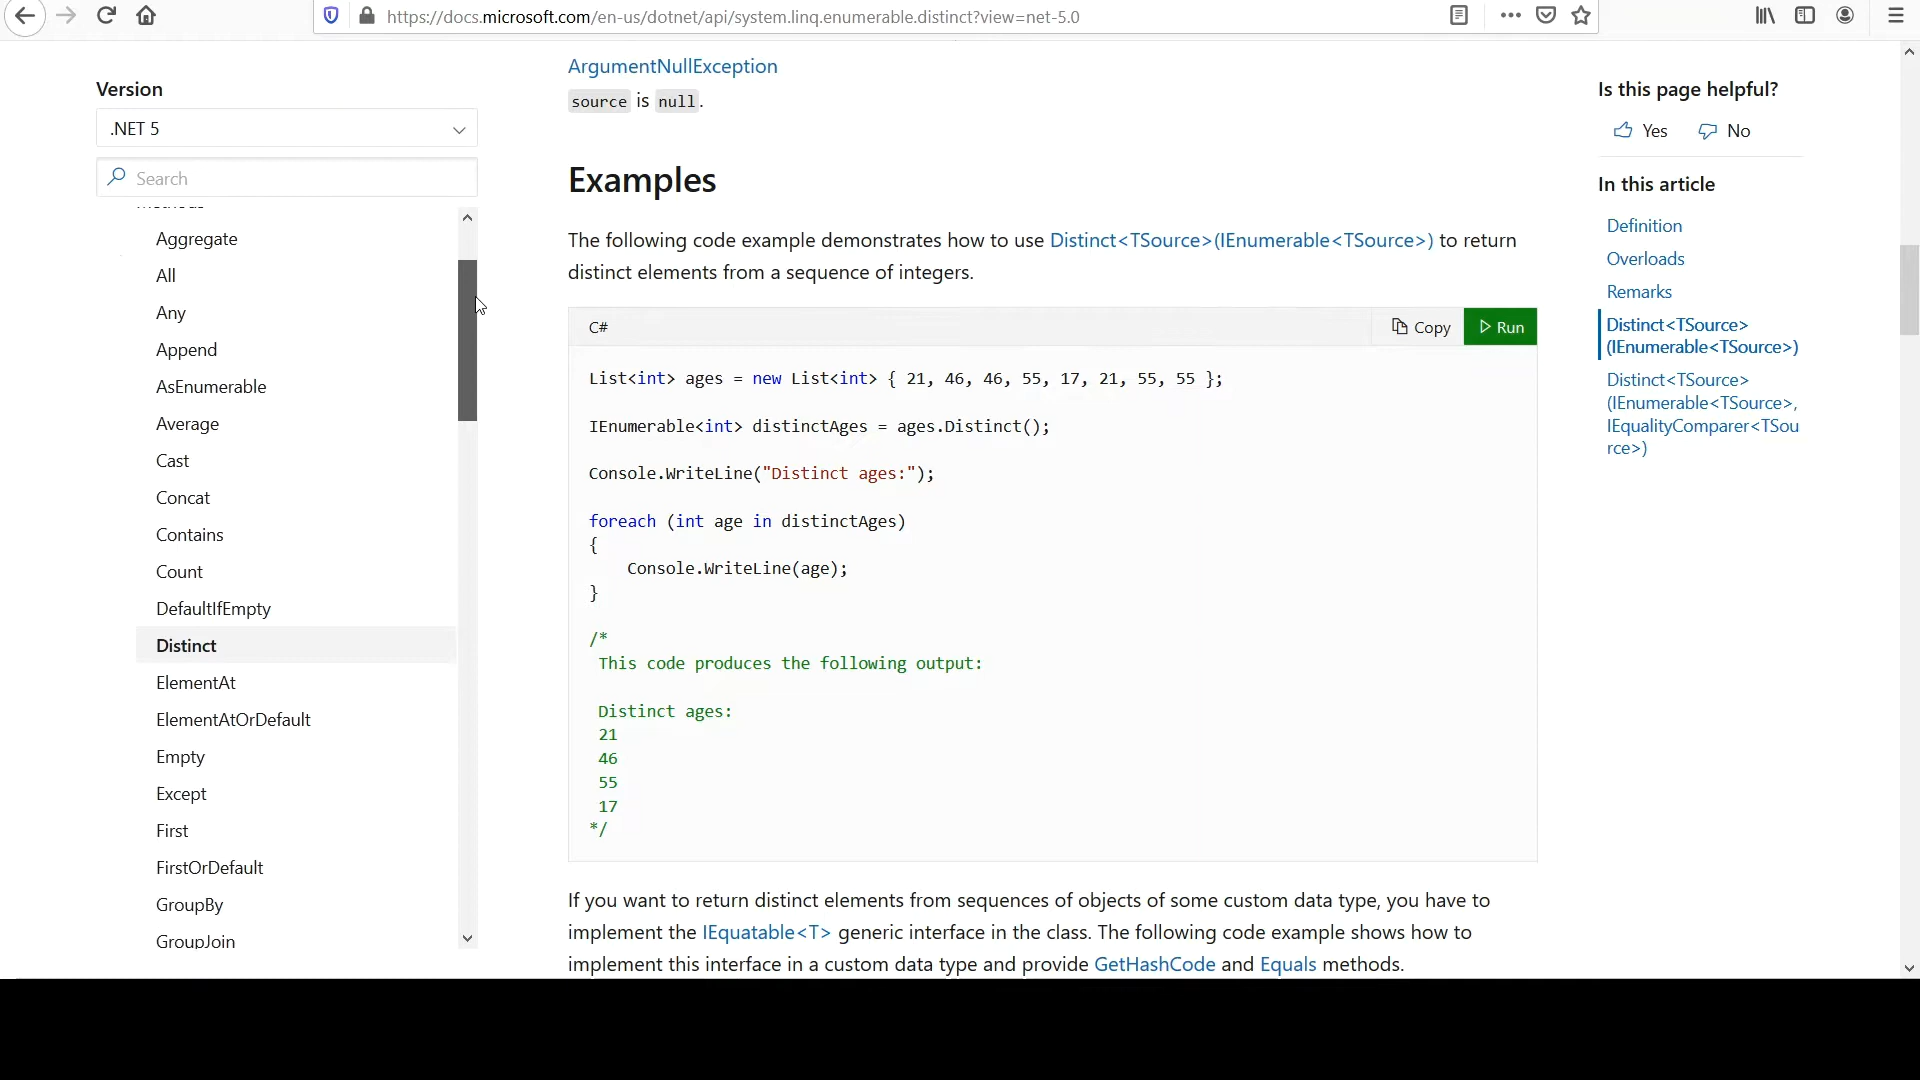 https://docs.microsoft.com/en-us/dotnet/api/system.linq.enumerable.distinct?view=net-5.0
Version
.NET 5
Search
Aggregate
All
Any
Append
AsEnumerable
Average
Cast
Concat
Contains
Count
DefaultIfEmpty
Distinct
ElementAt
ElementAtOrDefault
Empty
Except
First
FirstOrDefault
GroupBy
GroupJoin
ArgumentNullException
source is null.
Examples
The following code example demonstrates how to use Distinct<TSource>(IEnumerable<TSource>) to return
distinct elements from a sequence of integers.
C#
Copy
Run
List<int> ages = new List<int> { 21, 46, 46, 55, 17, 21, 55, 55 };
IEnumerable<int> distinctAges = ages.Distinct();
Console.WriteLine("Distinct ages:");
foreach (int age in distinctAges)
{
Console.WriteLine(age);
}
/*
This code produces the following output:
Distinct ages:
21
46
55
17
*/
If you want to return distinct elements from sequences of objects of some custom data type, you have to
implement the IEquatable<T> generic interface in the class. The following code example shows how to
implement this interface in a custom data type and provide GetHashCode and Equals methods.
Is this page helpful?
Yes
No
In this article
Definition
Overloads
Remarks
Distinct<TSource>
(IEnumerable<TSource>)
Distinct<TSource>
(IEnumerable<TSource>,
IEqualityComparer<TSou
rce>)